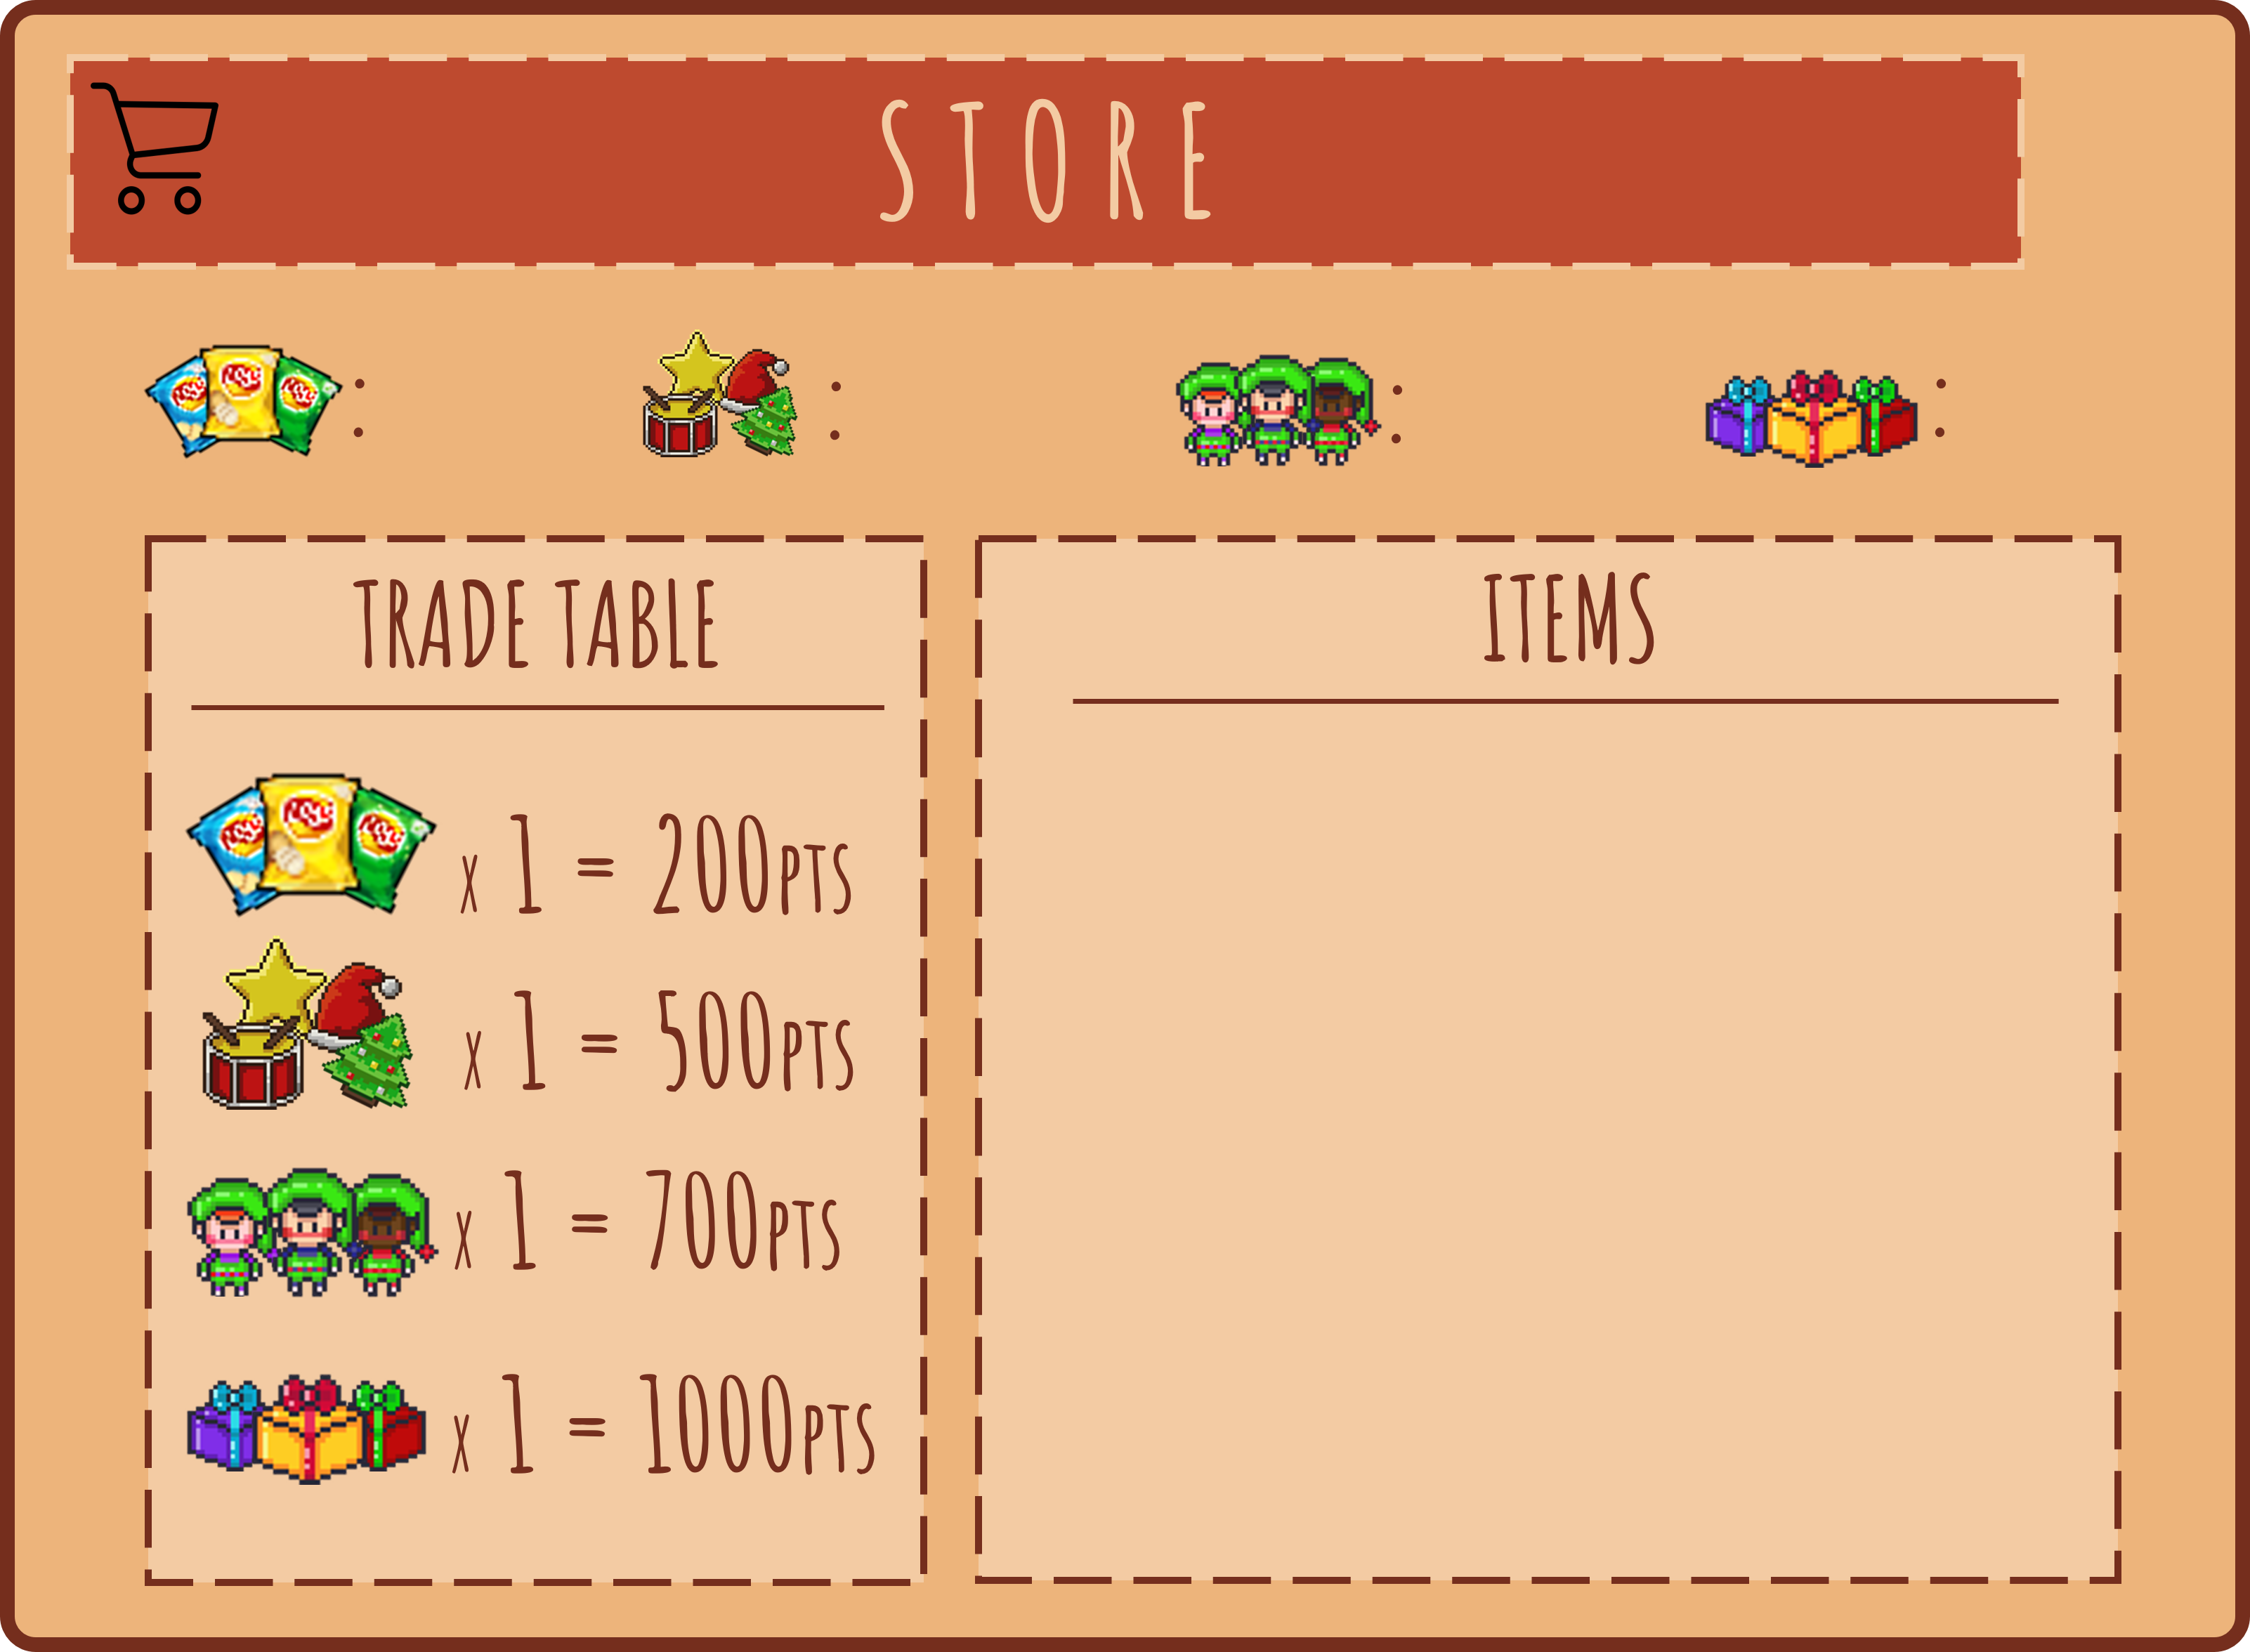 STORE
: : : :
TRADE TABLE
x 1 = 200PTS
x 1 = 500PTS
x 1 = 700PTS
x 1 = 1000PTS
ITEMS